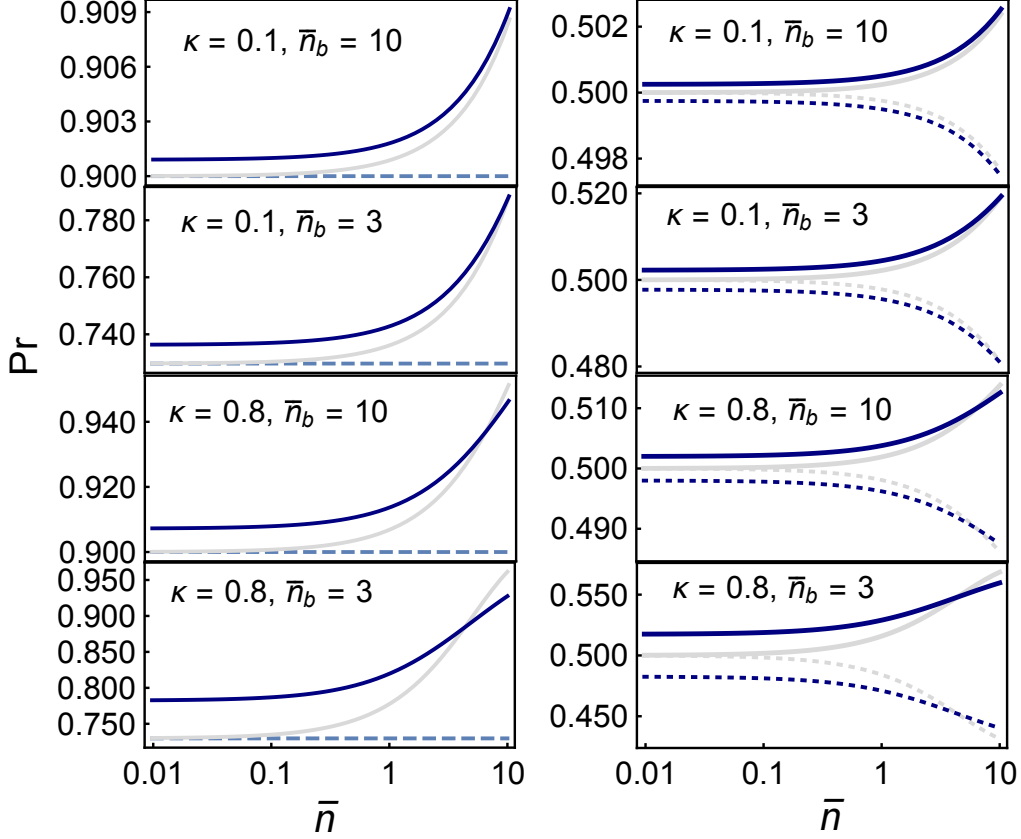 Pr
0.909
0.906
0.903
0.900
κ = 0.1, n̅_b = 10
0.502
0.500
0.498
κ = 0.1, n̅_b = 10
0.780
0.760
0.740
κ = 0.1, n̅_b = 3
0.520
0.500
0.480
κ = 0.1, n̅_b = 3
0.940
0.920
0.900
κ = 0.8, n̅_b = 10
0.510
0.500
0.490
κ = 0.8, n̅_b = 10
0.950
0.900
0.850
0.800
0.750
κ = 0.8, n̅_b = 3
0.550
0.500
0.450
κ = 0.8, n̅_b = 3
0.01 0.1 1 10
0.01 0.1 1 10
n̅
n̅